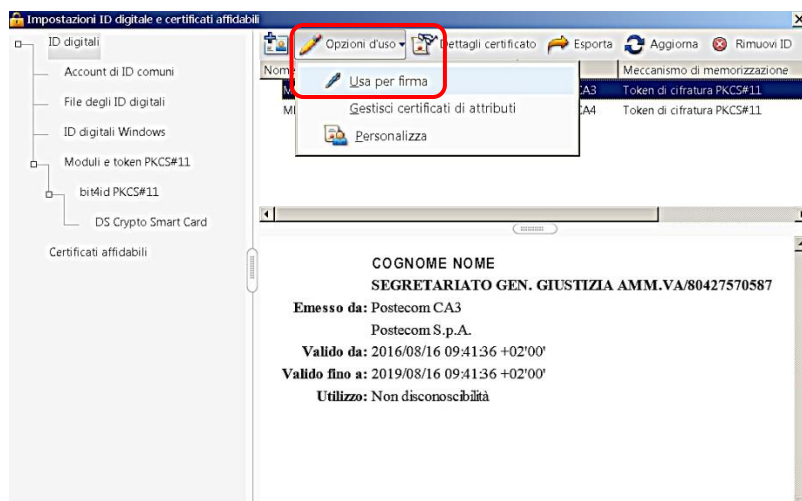 Impostazioni ID digitale e certificati affidabili
ID digitali
Account di ID comuni
File degli ID digitali
ID digitali Windows
Moduli e token PKCS#11
bit4id PKCS#11
DS Crypto Smart Card
Certificati affidabili
Opzioni d'uso Dettagli certificato Esporta Aggiorna Rimuovi ID
Meccanismo di memorizzazione
Usa per firma
CA3 Token di cifratura PKCS#11
Gestisci certificati di attributi
CA4 Token di cifratura PKCS#11
Personalizza
COGNOME NOME
SEGRETARIATO GEN. GIUSTIZIA AMM.VA/80427570587
Emesso da: Postecom CA3
Postecom S.p.A.
Valido da: 2016/08/16 09:41:36 +02'00'
Valido fino a: 2019/08/16 09:41:36 +02'00'
Utilizzo: Non disconoscibilità